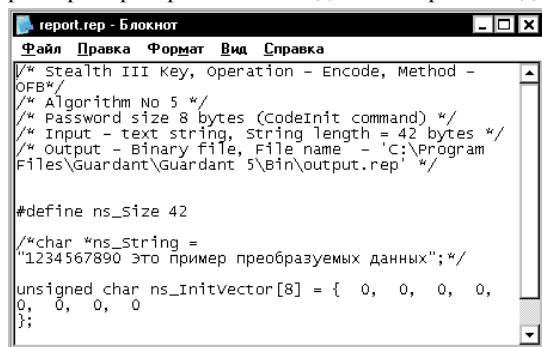 report.rep - Блокнот
Файл Правка Формат Вид Справка
/* Stealth III Key, Operation - Encode, Method -
OFB*/
/* Algorithm No 5 */
/* Password size 8 bytes (CodeInit command) */
/* Input - text string, String length = 42 bytes */
/* Output - Binary file, File name - 'C:\Program
Files\Guardant\Guardant 5\Bin\output.rep' */
#define ns_Size 42
/*char *ns_String =
"1234567890 Это пример преобразуемых данных";*/
unsigned char ns_InitVector[8] = { 0, 0, 0, 0,
0, 0, 0, 0
};